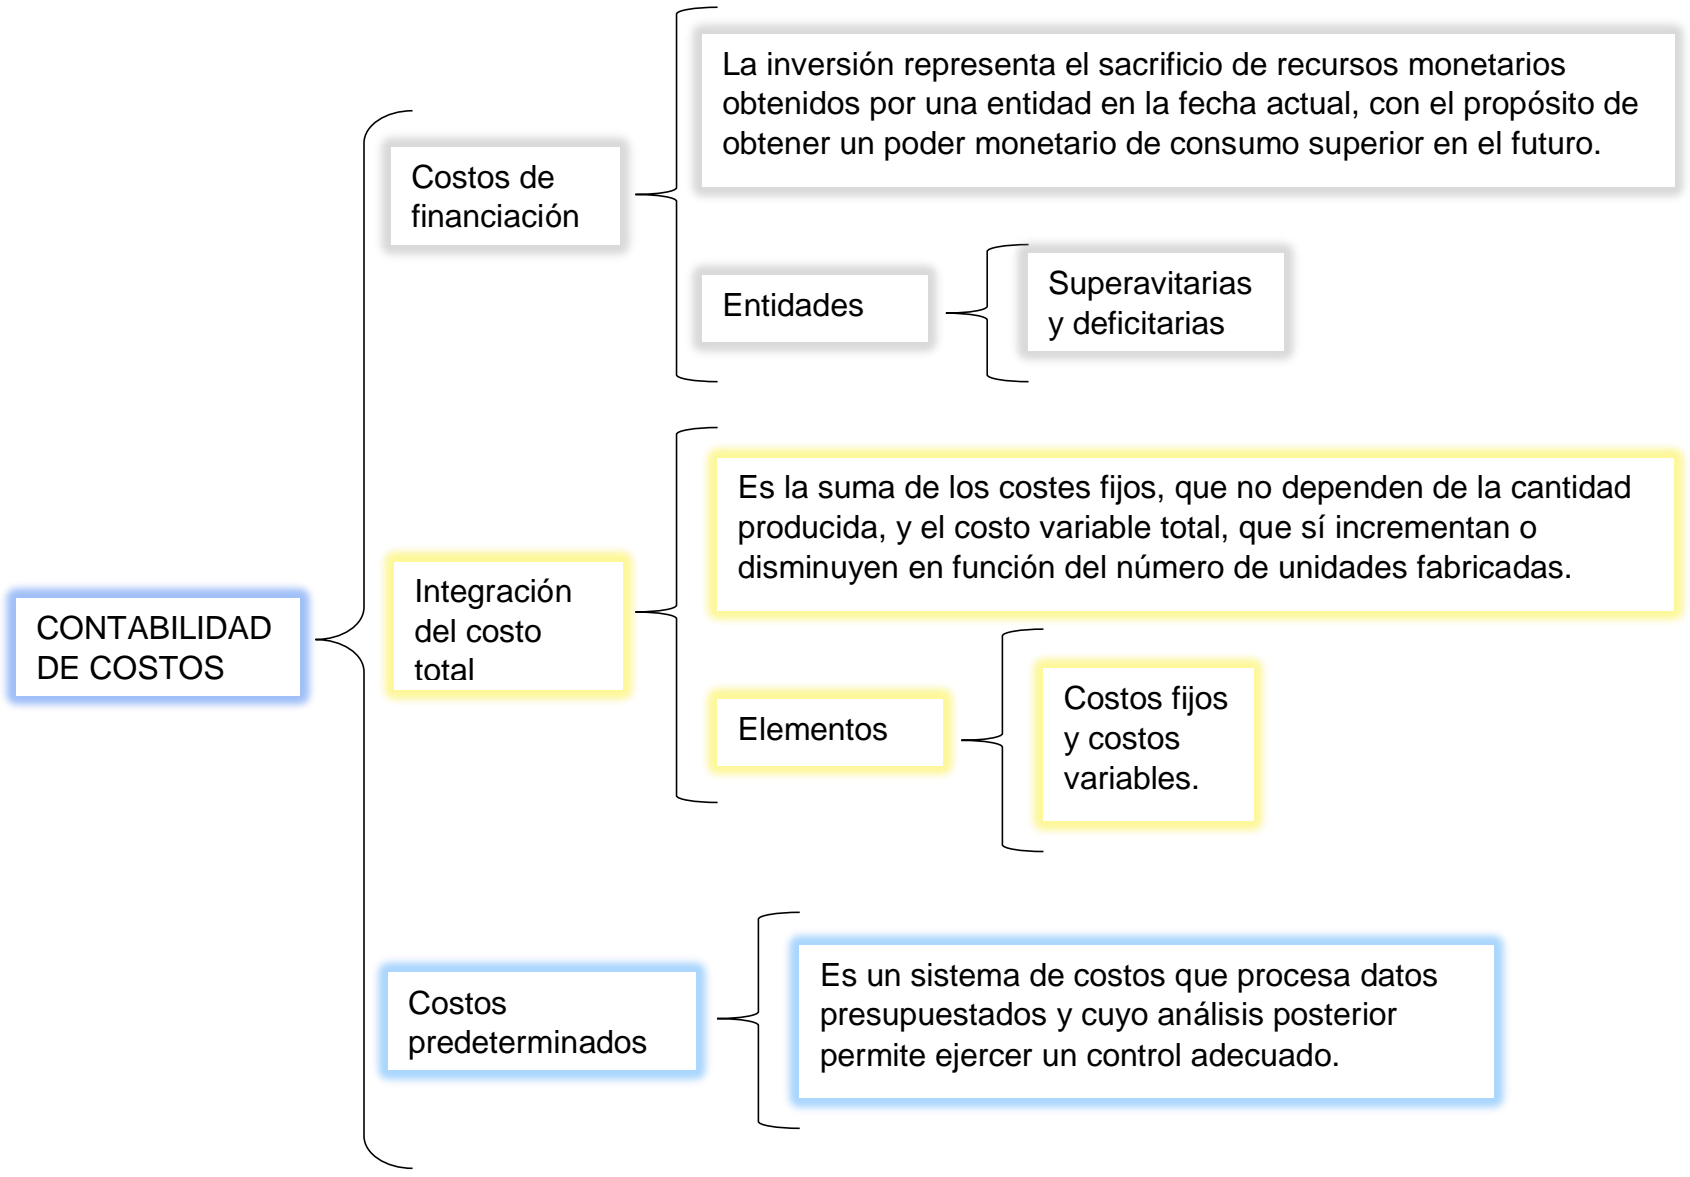 La inversión representa el sacrificio de recursos monetarios
obtenidos por una entidad en la fecha actual, con el propósito de
obtener un poder monetario de consumo superior en el futuro.
Costos de
financiación
Entidades
Superavitarias
y deficitarias
Es la suma de los costes fijos, que no dependen de la cantidad
producida, y el costo variable total, que sí incrementan o
disminuyen en función del número de unidades fabricadas.
Integración
del costo
total
CONTABILIDAD
DE COSTOS
Elementos
Costos fijos
y costos
variables.
Costos
predeterminados
Es un sistema de costos que procesa datos
presupuestados y cuyo análisis posterior
permite ejercer un control adecuado.